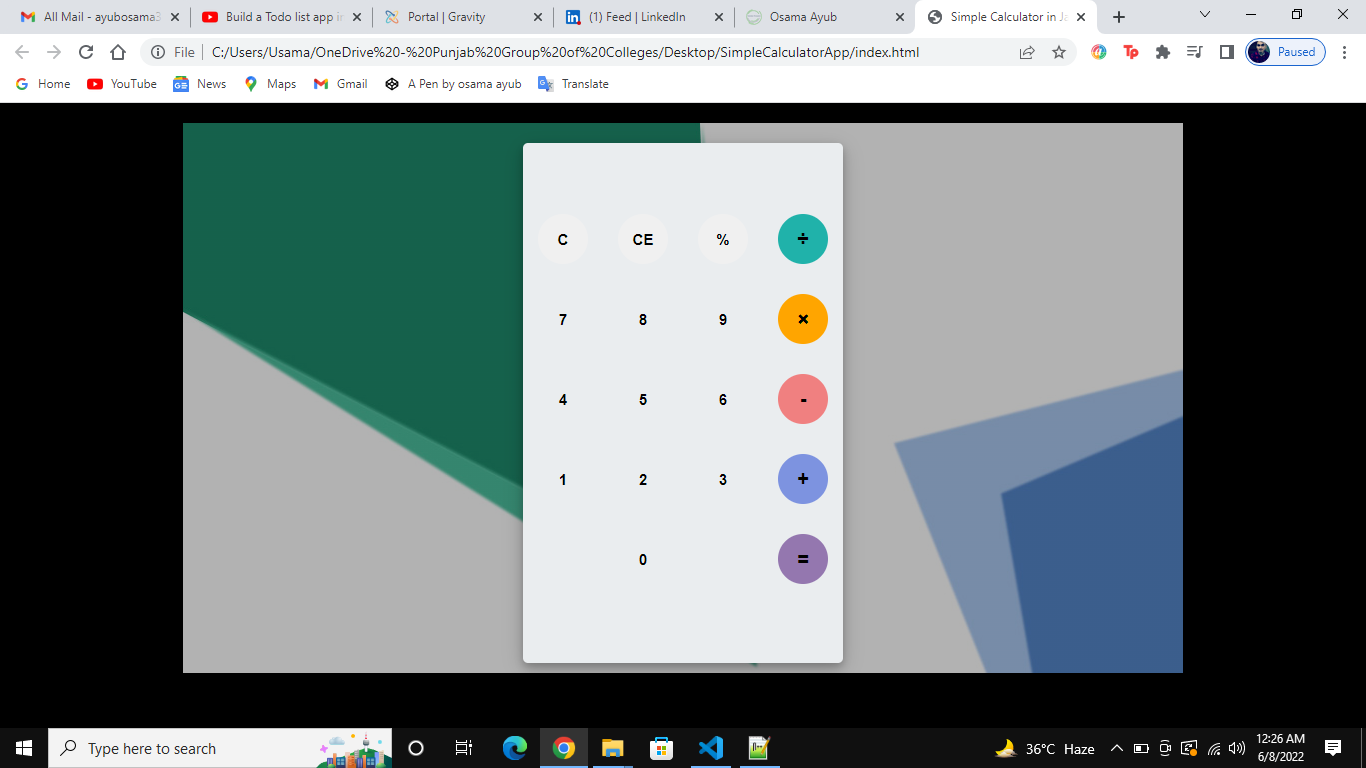 All Mail - ayubosama3
Build a Todo list app in
Portal | Gravity
(1) Feed | LinkedIn
Osama Ayub
Simple Calculator in Ja
File
C:/Users/Usama/OneDrive%20-%20Punjab%20Group%20of%20Colleges/Desktop/SimpleCalculatorApp/index.html
Tp
Paused
Home
YouTube
News
Maps
Gmail
A Pen by osama ayub
Translate
C CE % ÷
7 8 9 ×
4 5 6 -
1 2 3 +
0 =
Type here to search
36°C Haze
12:26 AM
6/8/2022